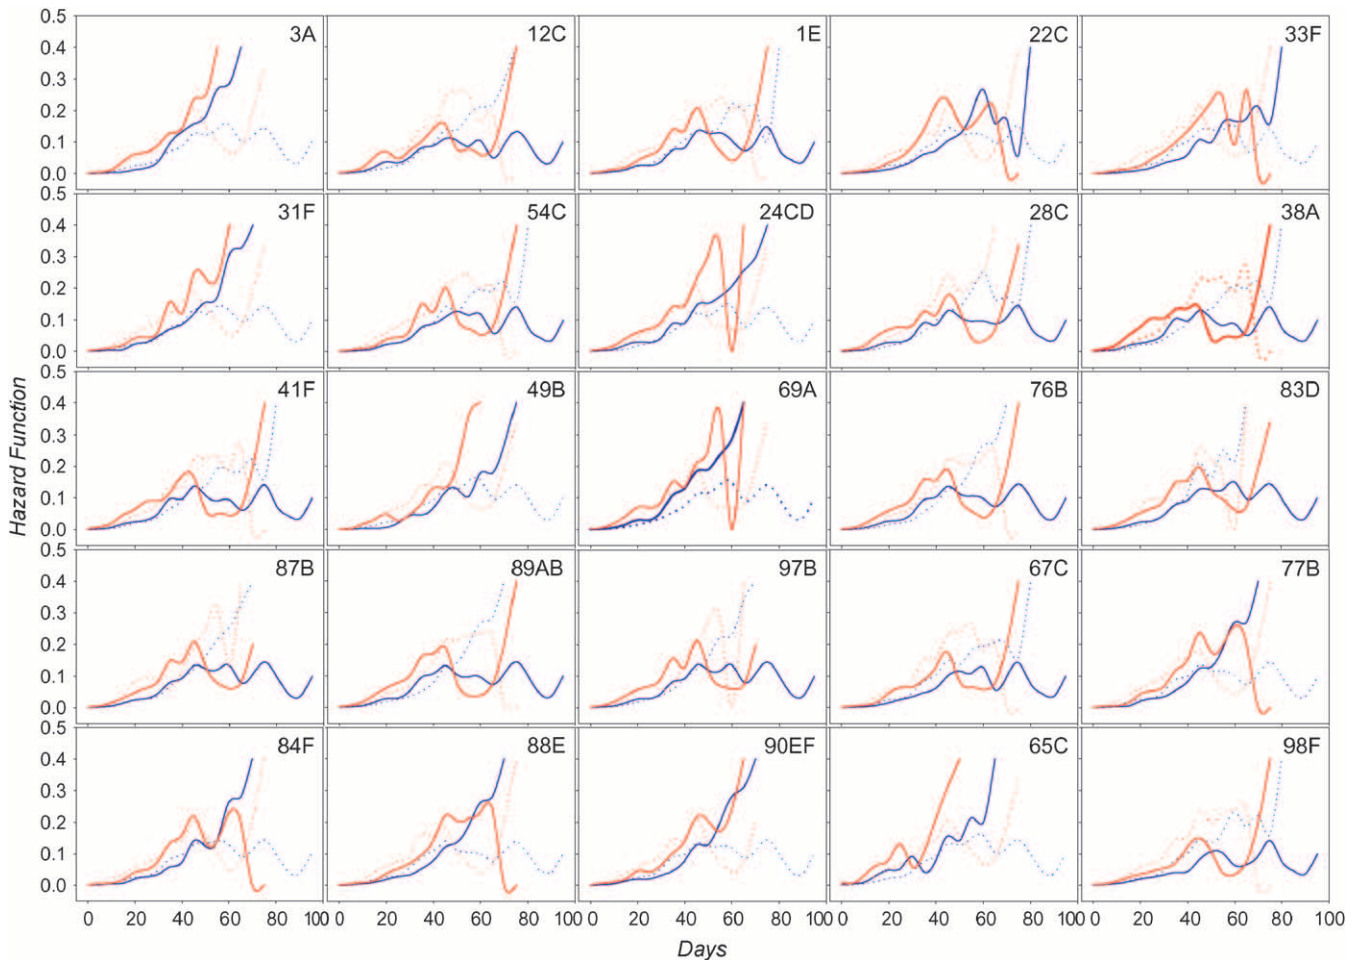 0.5
3A
12C
1E
22C
33F
0.4
0.3
0.2
0.1
0.0
0.5
31F
54C
24CD
28C
38A
0.4
0.3
0.2
0.1
0.0
0.5
41F
49B
69A
76B
83D
0.4
0.3
0.2
0.1
0.0
Hazard Function
0.5
87B
89AB
97B
67C
77B
0.4
0.3
0.2
0.1
0.0
0.5
84F
88E
90EF
65C
98F
0.4
0.3
0.2
0.1
0.0
0 20 40 60 80 100 0 20 40 60 80 100 0 20 40 60 80 100 0 20 40 60 80 100 0 20 40 60 80 100
Days